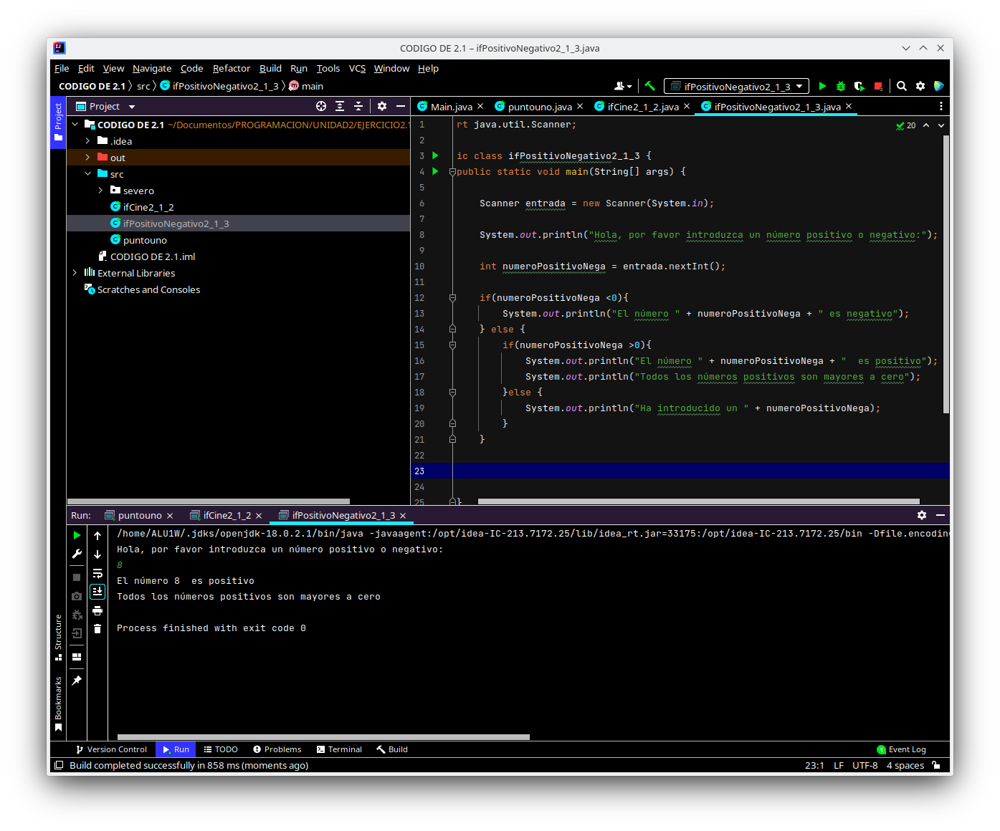 CODIGO DE 2.1 – ifPositivoNegativo2_1_3.java
File Edit View Navigate Code Refactor Build Run Tools VCS Window Help
CODIGO DE 2.1 src ifPositivoNegativo2_1_3 main
ifPositivoNegativo2_1_3
Project
Project
Main.java puntouno.java ifCine2_1_2.java ifPositivoNegativo2_1_3.java
CODIGO DE 2.1 ~/Documentos/PROGRAMACION/UNIDAD2/EJERCICIO2.1
.idea
out
src
severo
ifCine2_1_2
ifPositivoNegativo2_1_3
puntouno
CODIGO DE 2.1.iml
External Libraries
Scratches and Consoles
20
1 rt java.util.Scanner;
2
3 ic class ifPositivoNegativo2_1_3 {
4 public static void main(String[] args) {
5
6 Scanner entrada = new Scanner(System.in);
7
8 System.out.println("Hola, por favor introduzca un número positivo o negativo:");
9
10 int numeroPositivoNega = entrada.nextInt();
11
12 if(numeroPositivoNega <0){
13 System.out.println("El número " + numeroPositivoNega + " es negativo");
14 } else {
15 if(numeroPositivoNega >0){
16 System.out.println("El número " + numeroPositivoNega + "  es positivo");
17 System.out.println("Todos los números positivos son mayores a cero");
18 }else {
19 System.out.println("Ha introducido un " + numeroPositivoNega);
20 }
21 }
22
23
24
25 }
Run: puntouno ifCine2_1_2 ifPositivoNegativo2_1_3
/home/ALU1W/.jdks/openjdk-18.0.2.1/bin/java -javaagent:/opt/idea-IC-213.7172.25/lib/idea_rt.jar=33175:/opt/idea-IC-213.7172.25/bin -Dfile.encoding
Hola, por favor introduzca un número positivo o negativo:
8
El número 8  es positivo
Todos los números positivos son mayores a cero
Process finished with exit code 0
Structure
Bookmarks
Version Control Run TODO Problems Terminal Build 1 Event Log
Build completed successfully in 858 ms (moments ago) 23:1 LF UTF-8 4 spaces